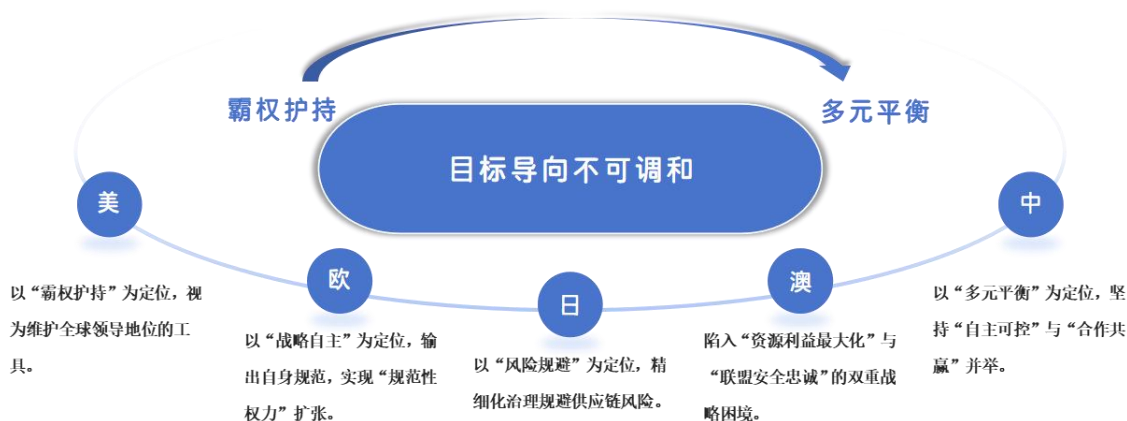 霸权护持
多元平衡
目标导向不可调和
美
以“霸权护持”为定位，视
为维护全球领导地位的工
具。
欧
以“战略自主”为定位，输
出自身规范，实现“规范性
权力”扩张。
日
以“风险规避”为定位，精
细化治理规避供应链风险。
澳
陷入“资源利益最大化”与
“联盟安全忠诚”的双重战
略困境。
中
以“多元平衡”为定位，坚
持“自主可控”与“合作共
赢”并举。